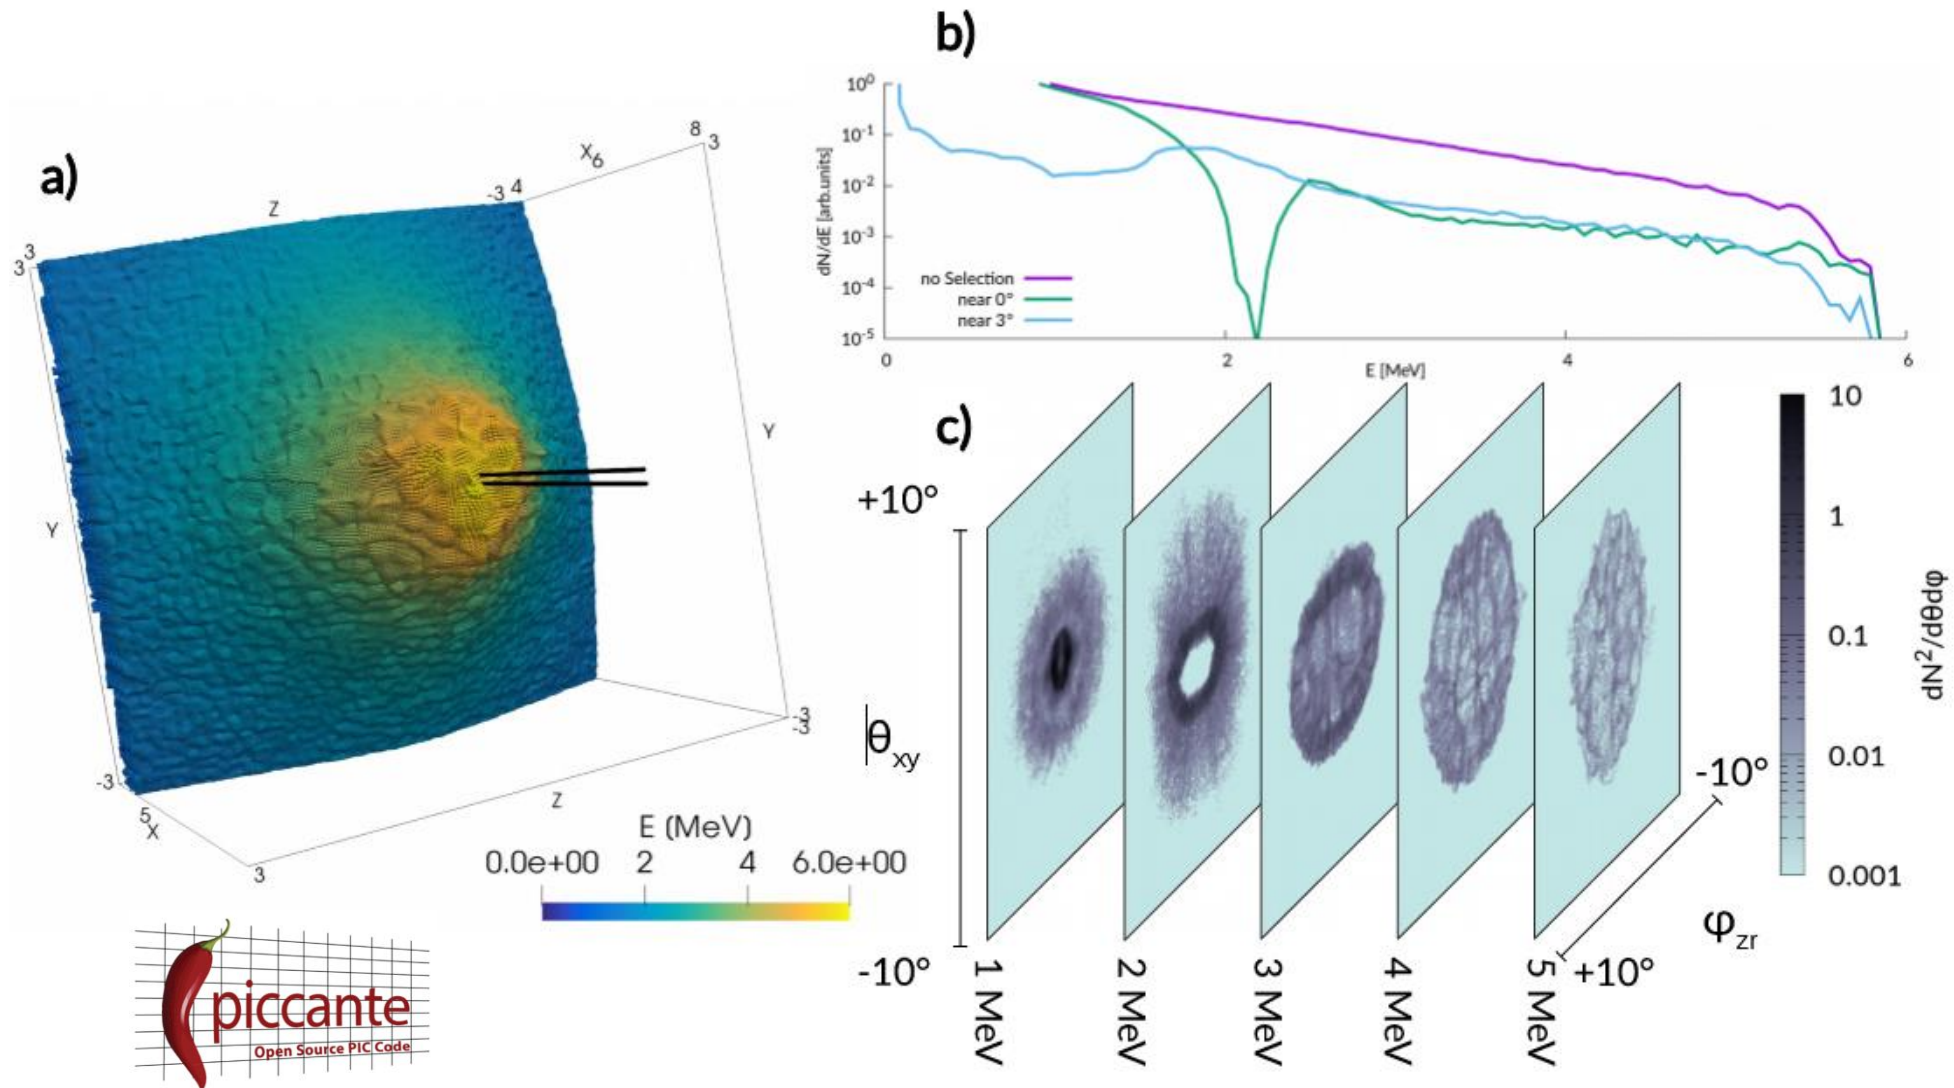 a)
Z
-3 4
X
6
8
3
3
3
Y
Y
-3
5
X
3
Z
-3
-3
E (MeV)
0.0e+00 2 4 6.0e+00
piccante
Open Source PIC Code
b)
dN/dE [arb.units]
10⁰
10⁻¹
10⁻²
10⁻³
10⁻⁴
10⁻⁵
no Selection
near 0°
near 3°
0 2 4 6
E [MeV]
c)
+10°
θxy
-10°
1 MeV
2 MeV
3 MeV
4 MeV
5 MeV
-10°
+10°
φzr
10
1
0.1
0.01
0.001
dN²/dθdφ